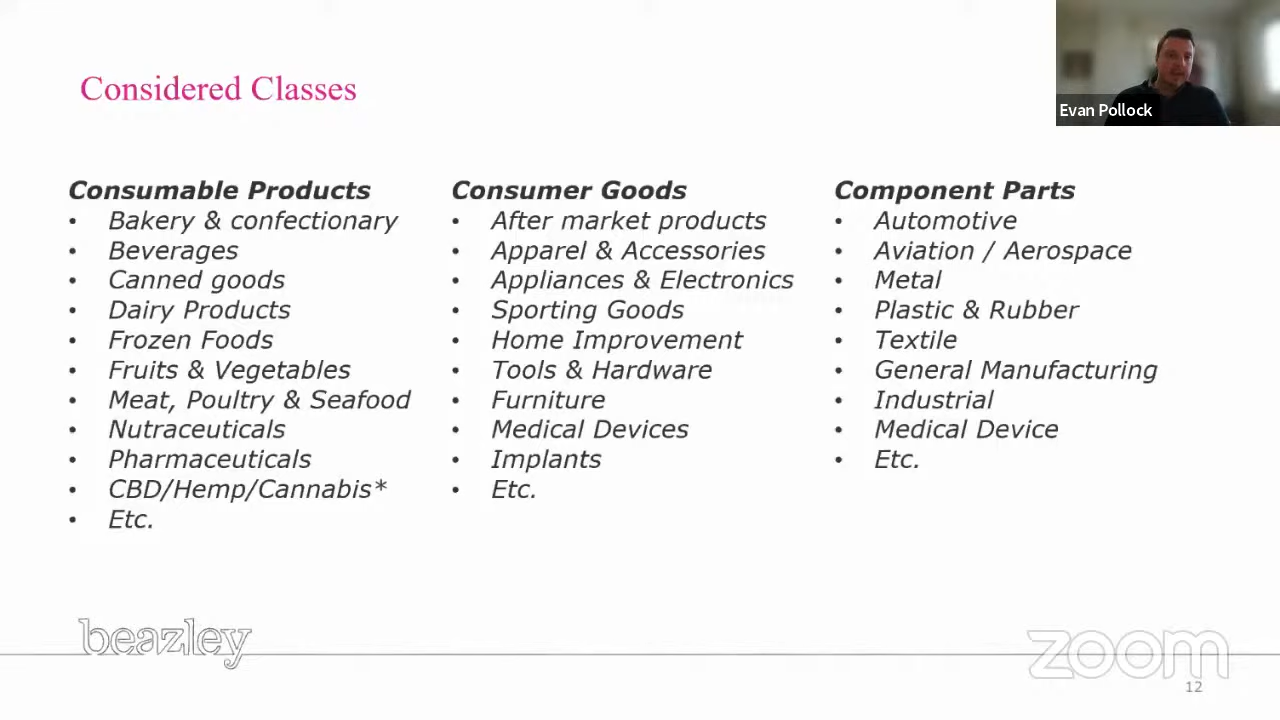 Considered Classes
Evan Pollock
Consumable Products
• Bakery & confectionary
• Beverages
• Canned goods
• Dairy Products
• Frozen Foods
• Fruits & Vegetables
• Meat, Poultry & Seafood
• Nutraceuticals
• Pharmaceuticals
• CBD/Hemp/Cannabis*
• Etc.
Consumer Goods
• After market products
• Apparel & Accessories
• Appliances & Electronics
• Sporting Goods
• Home Improvement
• Tools & Hardware
• Furniture
• Medical Devices
• Implants
• Etc.
Component Parts
• Automotive
• Aviation / Aerospace
• Metal
• Plastic & Rubber
• Textile
• General Manufacturing
• Industrial
• Medical Device
• Etc.
beazley
zoom
12